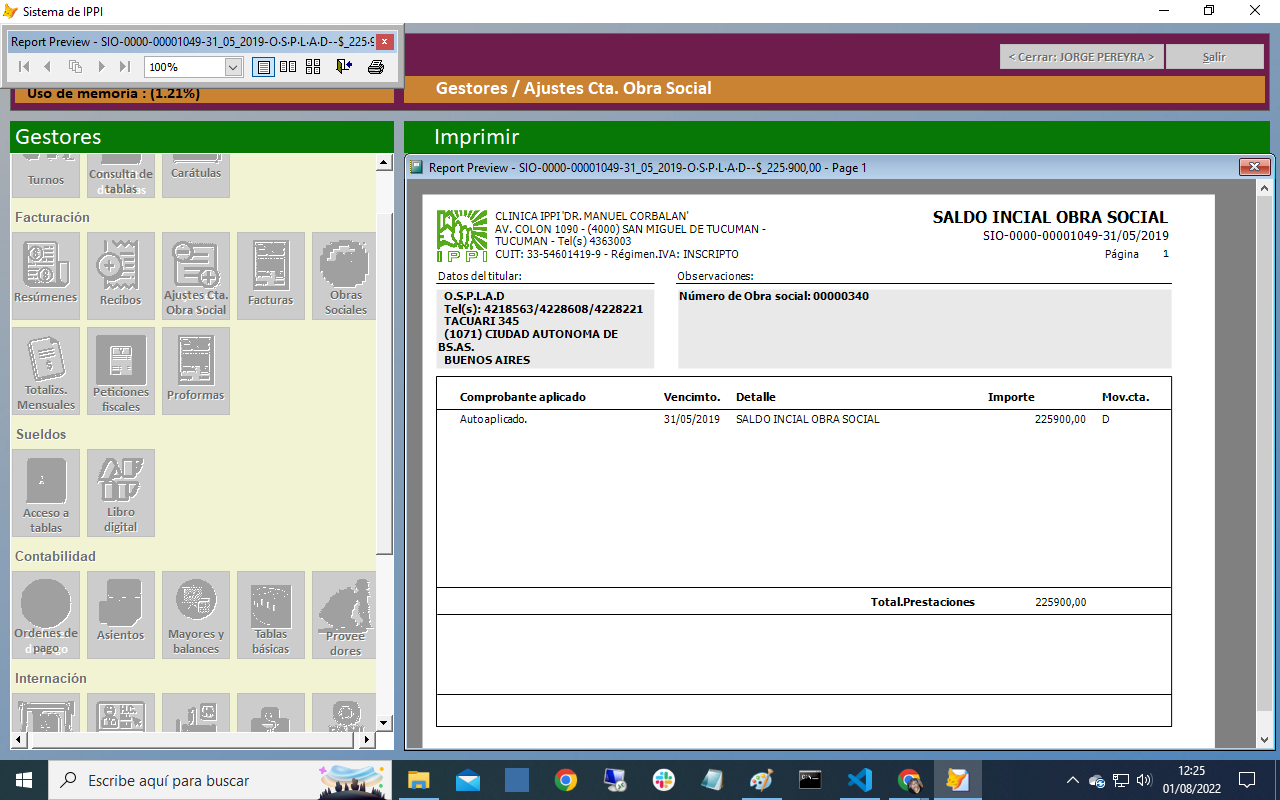 Sistema de IPPI
Report Preview - SIO-0000-00001049-31_05_2019-O·S·P·L·A·D--$_225·9
100%
< Cerrar: JORGE PEREYRA >
Salir
Uso de memoria : (1.21%)
Gestores / Ajustes Cta. Obra Social
Gestores
Imprimir
Turnos
Consulta de
tablas
Carátulas
Facturación
Resúmenes
Recibos
Ajustes Cta.
Obra Social
Facturas
Obras
Sociales
Totalizs.
Mensuales
Peticiones
fiscales
Proformas
Sueldos
Acceso a
tablas
Libro
digital
Contabilidad
Ordenes de
pago
Asientos
Mayores y
balances
Tablas
básicas
Provee
dores
Internación
H.C.
Report Preview - SIO-0000-00001049-31_05_2019-O·S·P·L·A·D--$_225·900,00 - Page 1
IPPI
CLINICA IPPI 'DR. MANUEL CORBALAN'
AV. COLON 1090 - (4000) SAN MIGUEL DE TUCUMAN -
TUCUMAN - Tel(s) 4363003
CUIT: 33-54601419-9 - Régimen.IVA: INSCRIPTO
SALDO INCIAL OBRA SOCIAL
SIO-0000-00001049-31/05/2019
Página 1
Datos del titular:
Observaciones:
O.S.P.L.A.D
Tel(s): 4218563/4228608/4228221
TACUARI 345
(1071) CIUDAD AUTONOMA DE
BS.AS.
BUENOS AIRES
Número de Obra social: 00000340
Comprobante aplicado Vencimto. Detalle Importe Mov.cta.
Autoaplicado. 31/05/2019 SALDO INCIAL OBRA SOCIAL 225900,00 D
Total.Prestaciones 225900,00
Escribe aquí para buscar
12:25
01/08/2022